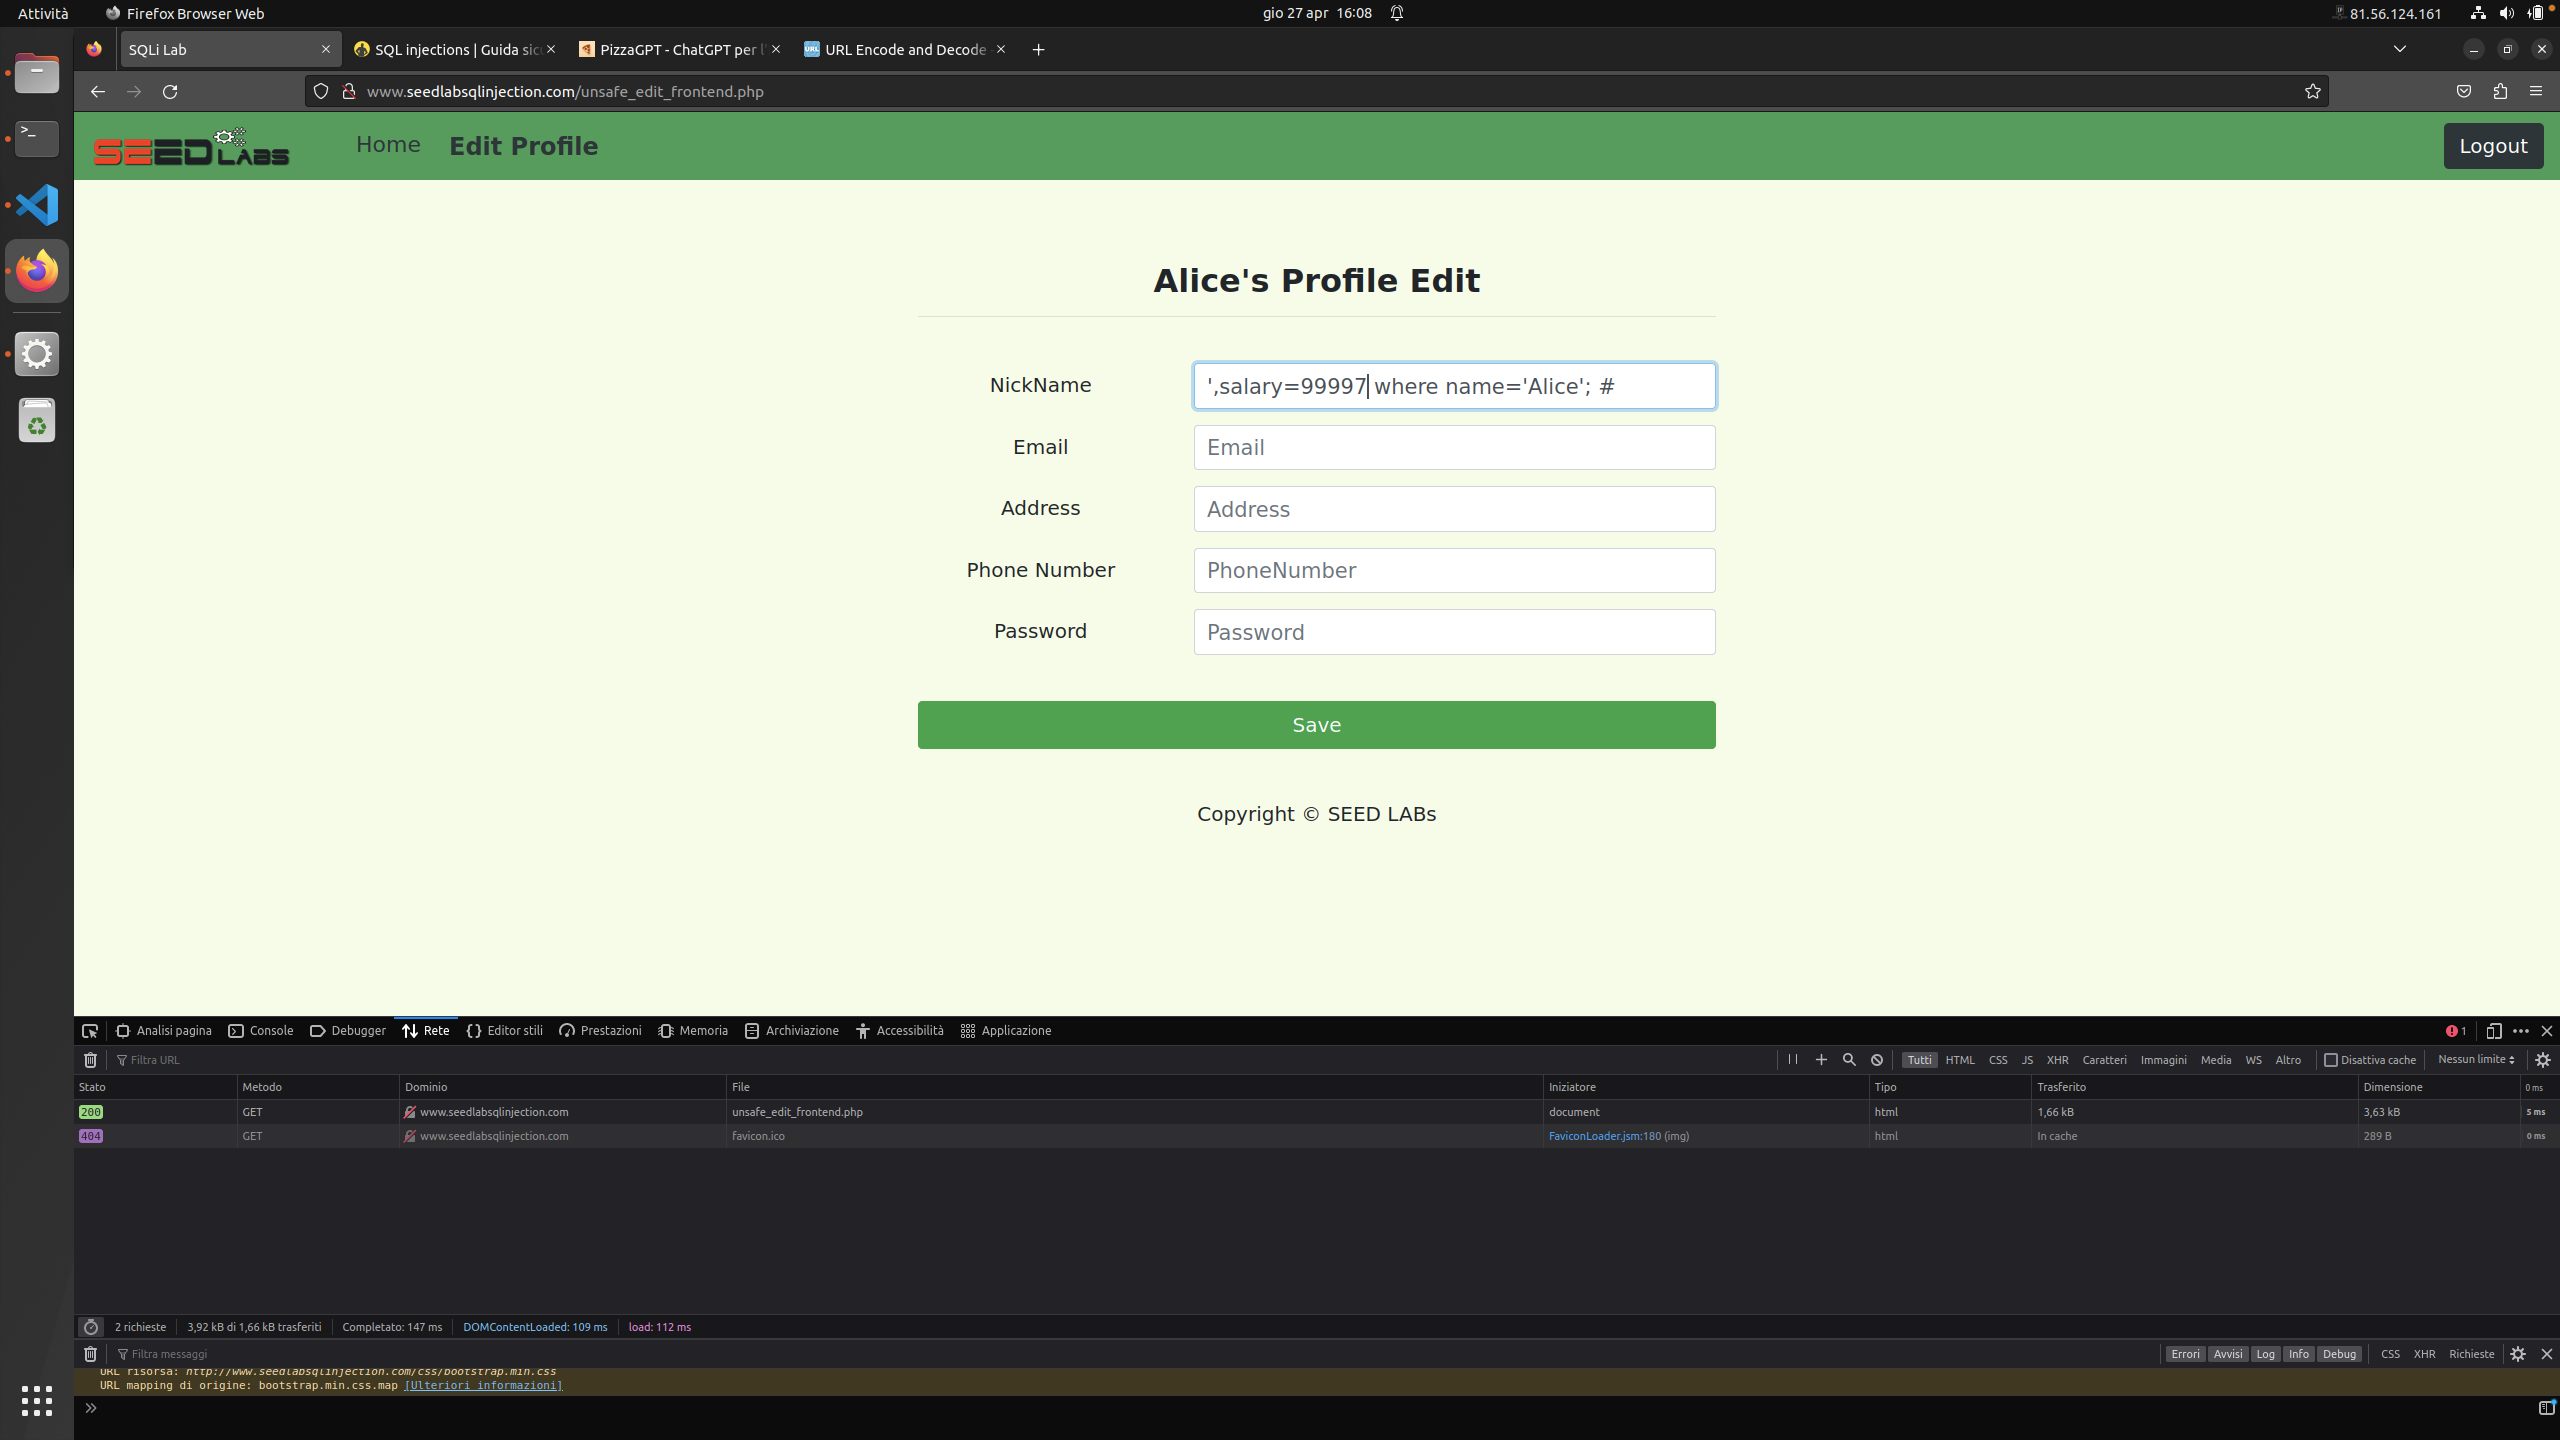 Attività Firefox Browser Web gio 27 apr 16:08 81.56.124.161
SQLi Lab SQL injections | Guida sic PizzaGPT - ChatGPT per l' URL Encode and Decode -
www.seedlabsqlinjection.com/unsafe_edit_frontend.php
SEED LABS Home Edit Profile Logout
Alice's Profile Edit
NickName ',salary=99997 where name='Alice'; #
Email Email
Address Address
Phone Number PhoneNumber
Password Password
Save
Copyright © SEED LABs
Analisi pagina Console Debugger Rete Editor stili Prestazioni Memoria Archiviazione Accessibilità Applicazione 1
Filtra URL Tutti HTML CSS JS XHR Caratteri Immagini Media WS Altro Disattiva cache Nessun limite
Stato Metodo Dominio File Iniziatore Tipo Trasferito Dimensione 0 ms
200 GET www.seedlabsqlinjection.com unsafe_edit_frontend.php document html 1,66 kB 3,63 kB 5 ms
404 GET www.seedlabsqlinjection.com favicon.ico FaviconLoader.jsm:180 (img) html In cache 289 B 0 ms
2 richieste 3,92 kB di 1,66 kB trasferiti Completato: 147 ms DOMContentLoaded: 109 ms load: 112 ms
Filtra messaggi Errori Avvisi Log Info Debug CSS XHR Richieste
URL risorsa: http://www.seedlabsqlinjection.com/css/bootstrap.min.css
URL mapping di origine: bootstrap.min.css.map [Ulteriori informazioni]